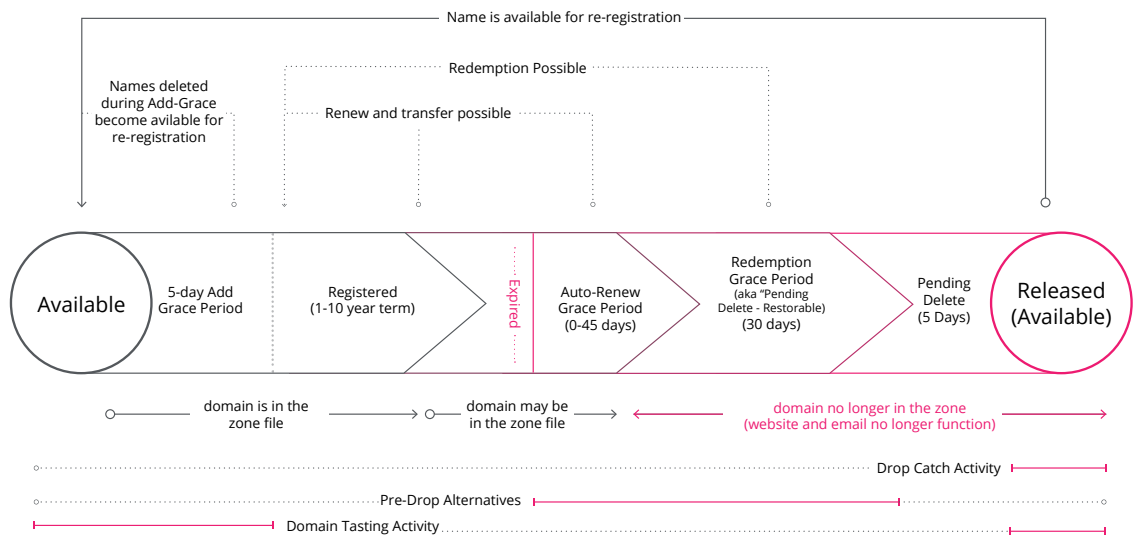 Name is available for re-registration
Redemption Possible
Names deleted
during Add-Grace
become avilable for
re-registration
Renew and transfer possible
Available
5-day Add
Grace Period
Registered
(1-10 year term)
Expired
Auto-Renew
Grace Period
(0-45 days)
Redemption
Grace Period
(aka “Pending
Delete - Restorable)
(30 days)
Pending
Delete
(5 Days)
Released
(Available)
domain is in the
zone file
domain may be
in the zone file
domain no longer in the zone
(website and email no longer function)
Drop Catch Activity
Pre-Drop Alternatives
Domain Tasting Activity